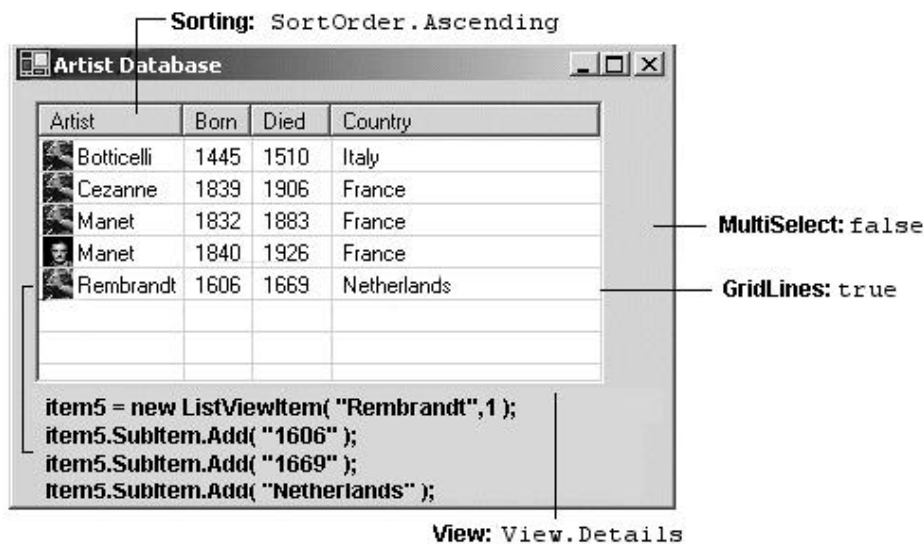 Sorting: SortOrder.Ascending
Artist Database
Artist Born Died Country
Botticelli 1445 1510 Italy
Cezanne 1839 1906 France
Manet 1832 1883 France
Manet 1840 1926 France
Rembrandt 1606 1669 Netherlands
MultiSelect: false
GridLines: true
item5 = new ListViewItem( "Rembrandt",1 );
item5.SubItem.Add( "1606" );
item5.SubItem.Add( "1669" );
Item5.SubItem.Add( "Netherlands" );
View: View.Details